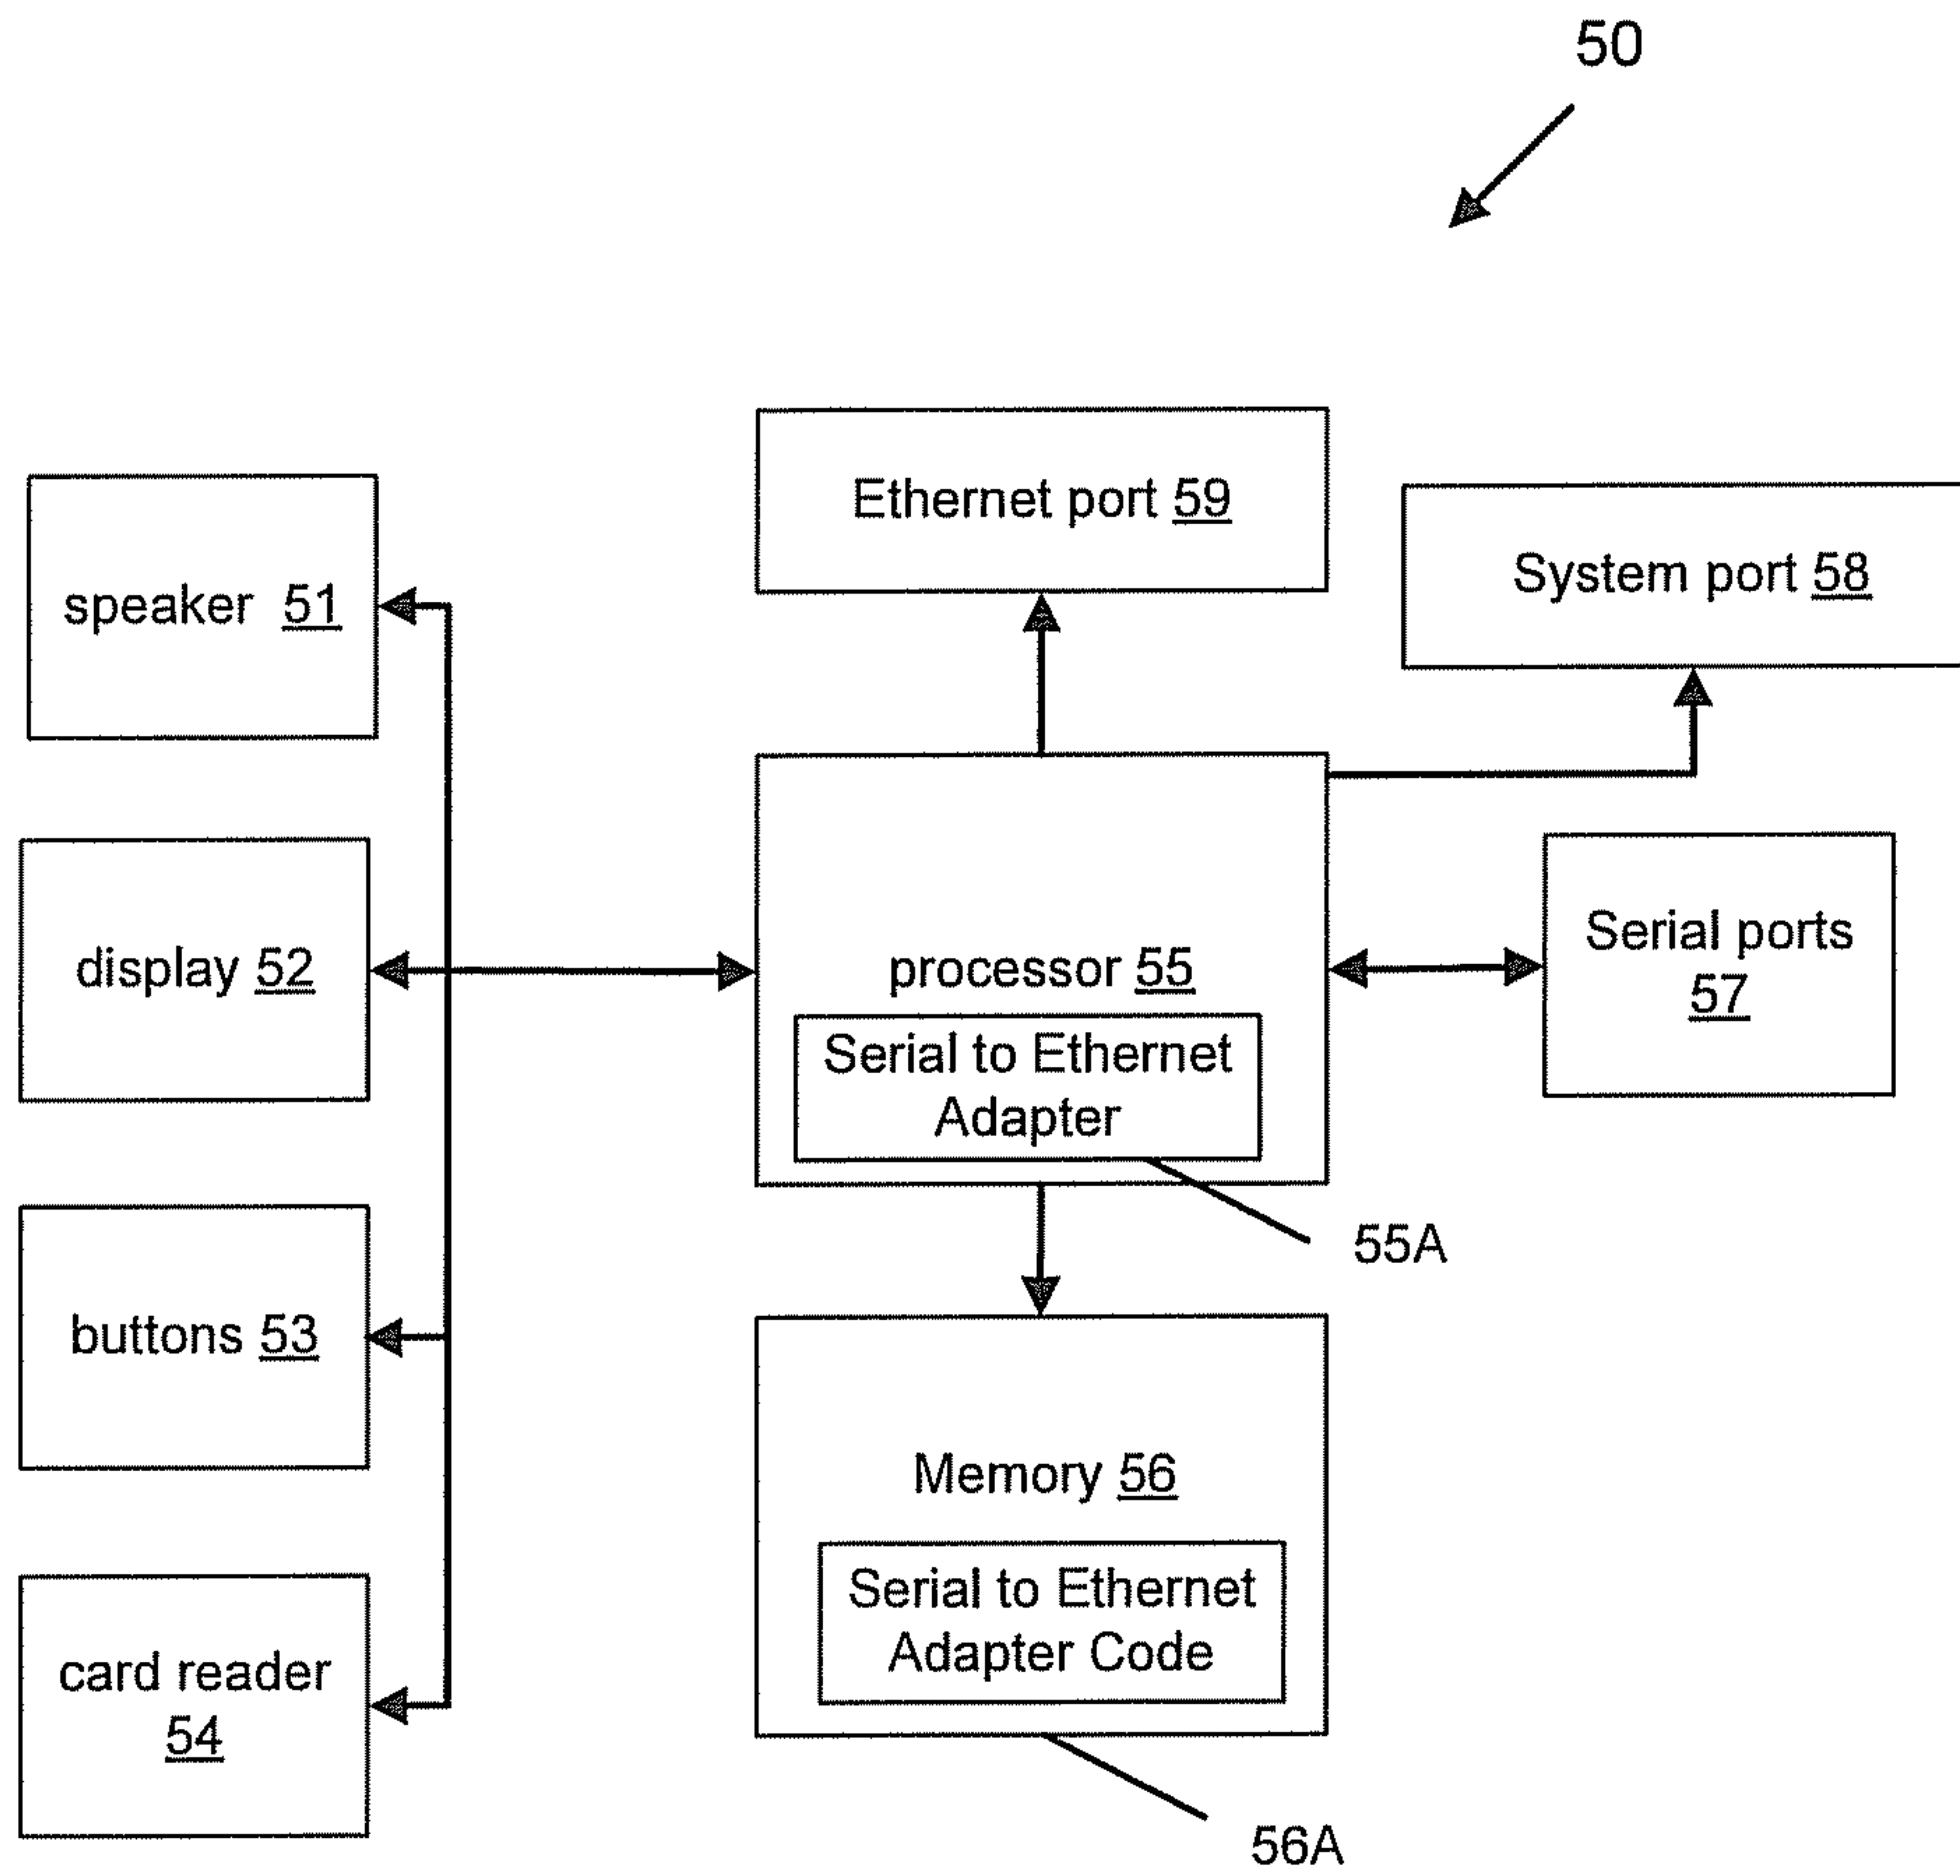 50
Ethernet port 59
speaker 51
System port 58
display 52
processor 55
Serial to Ethernet
Adapter
Serial ports
57
55A
buttons 53
Memory 56
Serial to Ethernet
Adapter Code
card reader
54
56A